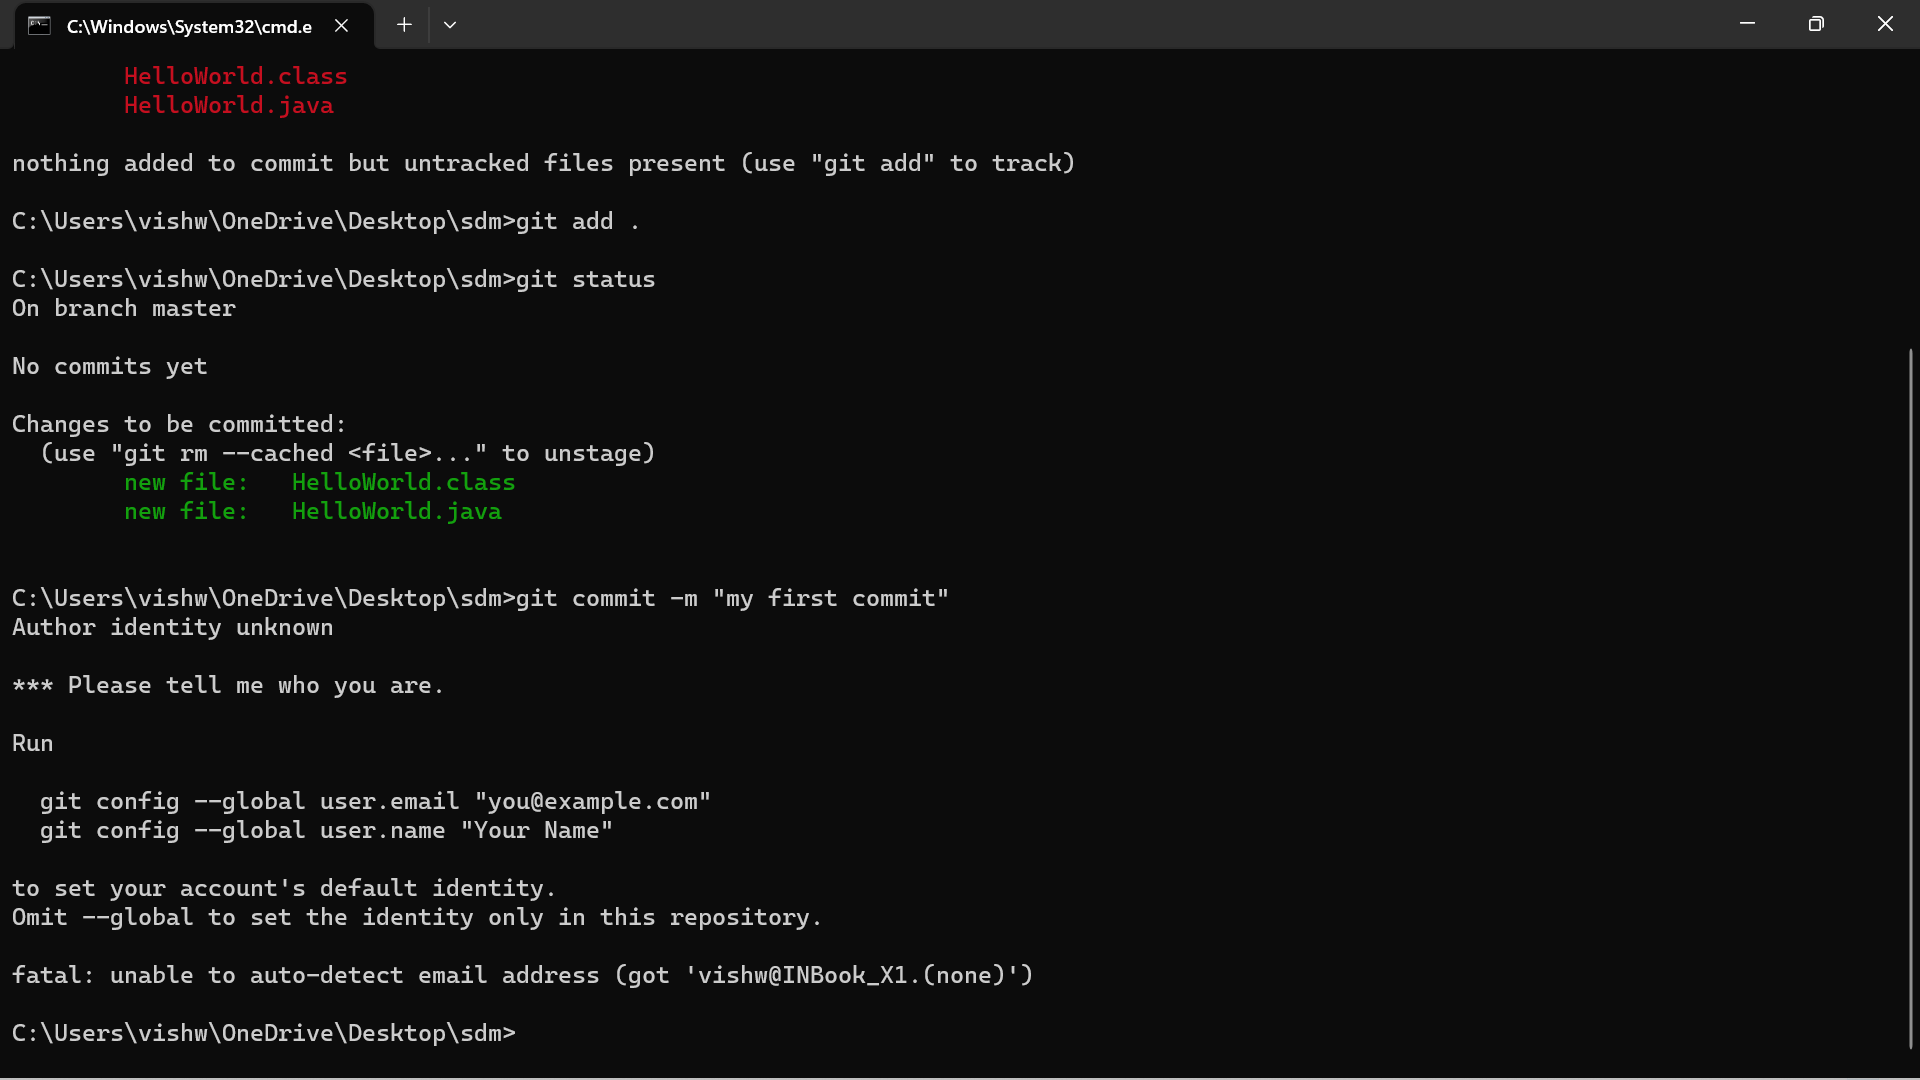 C:\Windows\System32\cmd.e
HelloWorld.class
HelloWorld.java
nothing added to commit but untracked files present (use "git add" to track)
C:\Users\vishw\OneDrive\Desktop\sdm>git add .
C:\Users\vishw\OneDrive\Desktop\sdm>git status
On branch master
No commits yet
Changes to be committed:
  (use "git rm --cached <file>..." to unstage)
        new file:   HelloWorld.class
        new file:   HelloWorld.java
C:\Users\vishw\OneDrive\Desktop\sdm>git commit -m "my first commit"
Author identity unknown
*** Please tell me who you are.
Run
  git config --global user.email "you@example.com"
  git config --global user.name "Your Name"
to set your account's default identity.
Omit --global to set the identity only in this repository.
fatal: unable to auto-detect email address (got 'vishw@INBook_X1.(none)')
C:\Users\vishw\OneDrive\Desktop\sdm>